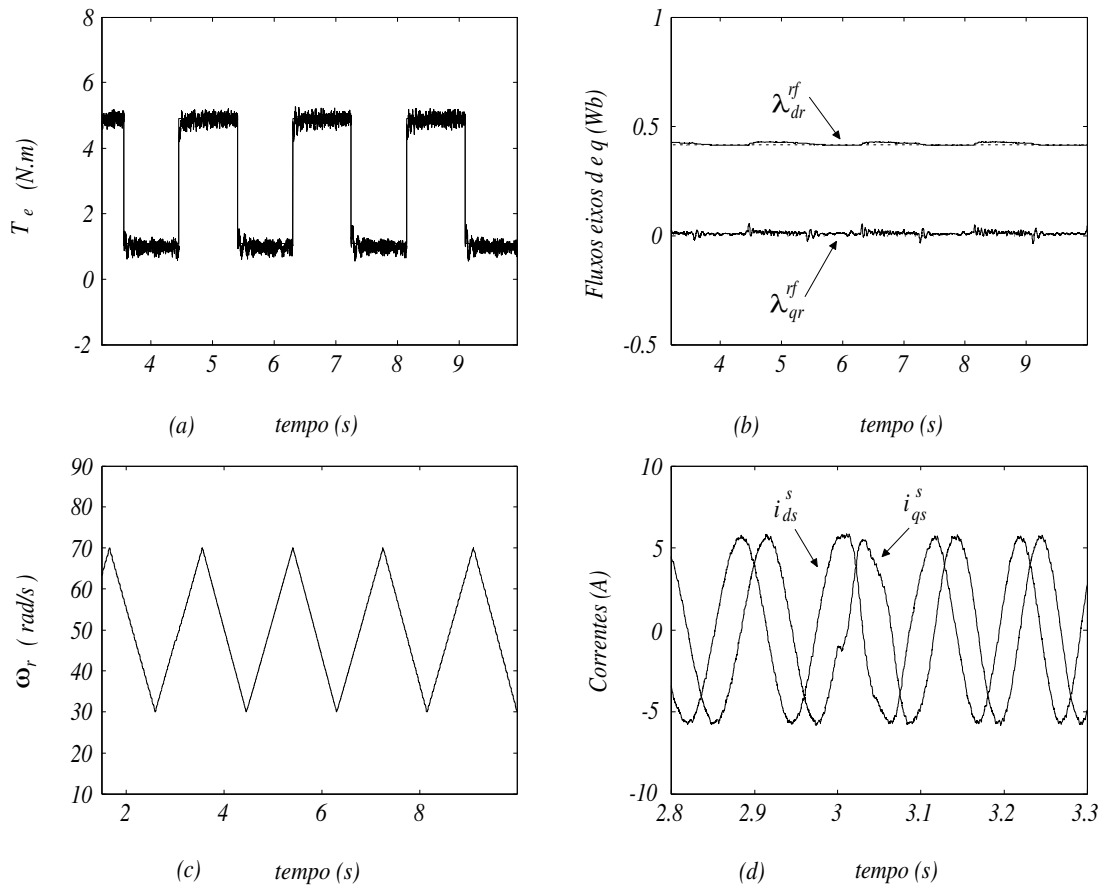 8
6
4
2
0
-2
T e (N.m)
4 5 6 7 8 9
(a) tempo (s)
1
0.5
0
-0.5
Fluxos eixos d e q (Wb)
λ dr rf
λ qr rf
4 5 6 7 8 9
(b) tempo (s)
90
80
70
60
50
40
30
20
10
ω r ( rad/s)
2 4 6 8
(c) tempo (s)
10
5
0
-5
-10
Correntes (A)
i ds s
i qs s
2.8 2.9 3 3.1 3.2 3.3
(d) tempo (s)